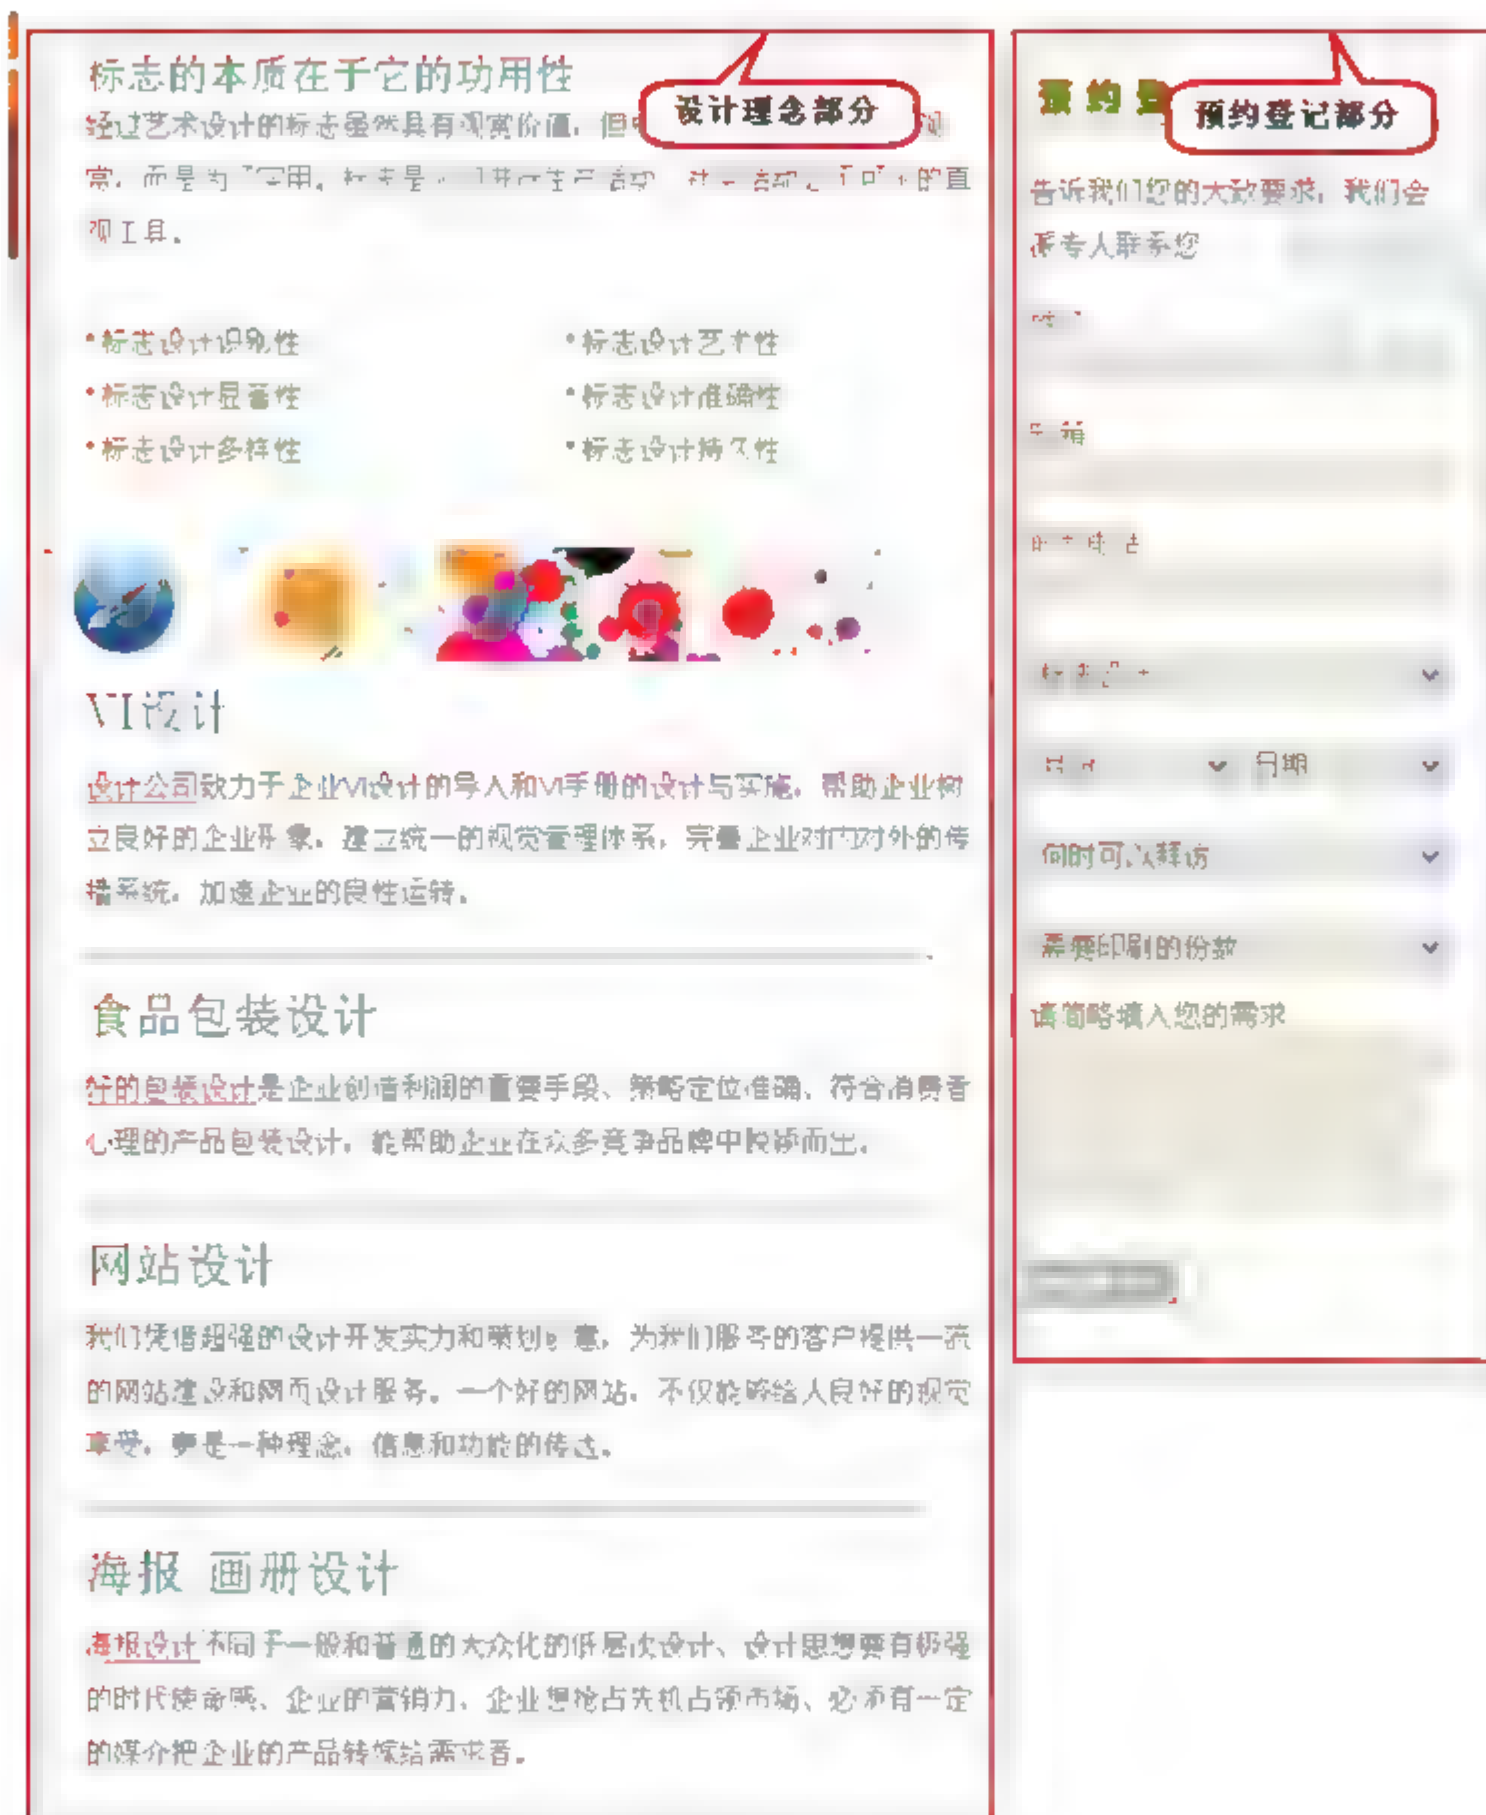 标志的本质在于它的功用性
设计理念部分
经过艺术设计的标志虽然具有观赏价值，但
赏，而是为了实用。标志是 的直
观工具。
•标志设计识别性
•标志设计艺术性
•标志设计显著性
•标志设计准确性
•标志设计多样性
•标志设计持久性
VI设计
设计公司致力于企业VI设计的导入和VI手册的设计与实施，帮助企业树
立良好的企业形象，建立统一的视觉管理体系，完善企业对内对外的传
播系统，加速企业的良性运转。
食品包装设计
好的包装设计是企业创造利润的重要手段、策略定位准确、符合消费者
心理的产品包装设计，能帮助企业在众多竞争品牌中脱颖而出。
网站设计
我们凭借超强的设计开发实力和策划创意，为我们服务的客户提供一流
的网站建设和网页设计服务。一个好的网站，不仅能够给人良好的视觉
享受，更是一种理念、信息和功能的传达。
海报 画册设计
海报设计不同于一般和普通的大众化的低层次设计、设计思想要有极强
的时代使命感、企业的营销力、企业想抢占先机占领市场、必须有一定
的媒介把企业的产品转嫁给需求者。
预约登
预约登记部分
告诉我们您的大致要求，我们会
派专人联系您
邮箱
日期
何时可以拜访
需要印刷的份数
请简略填入您的需求